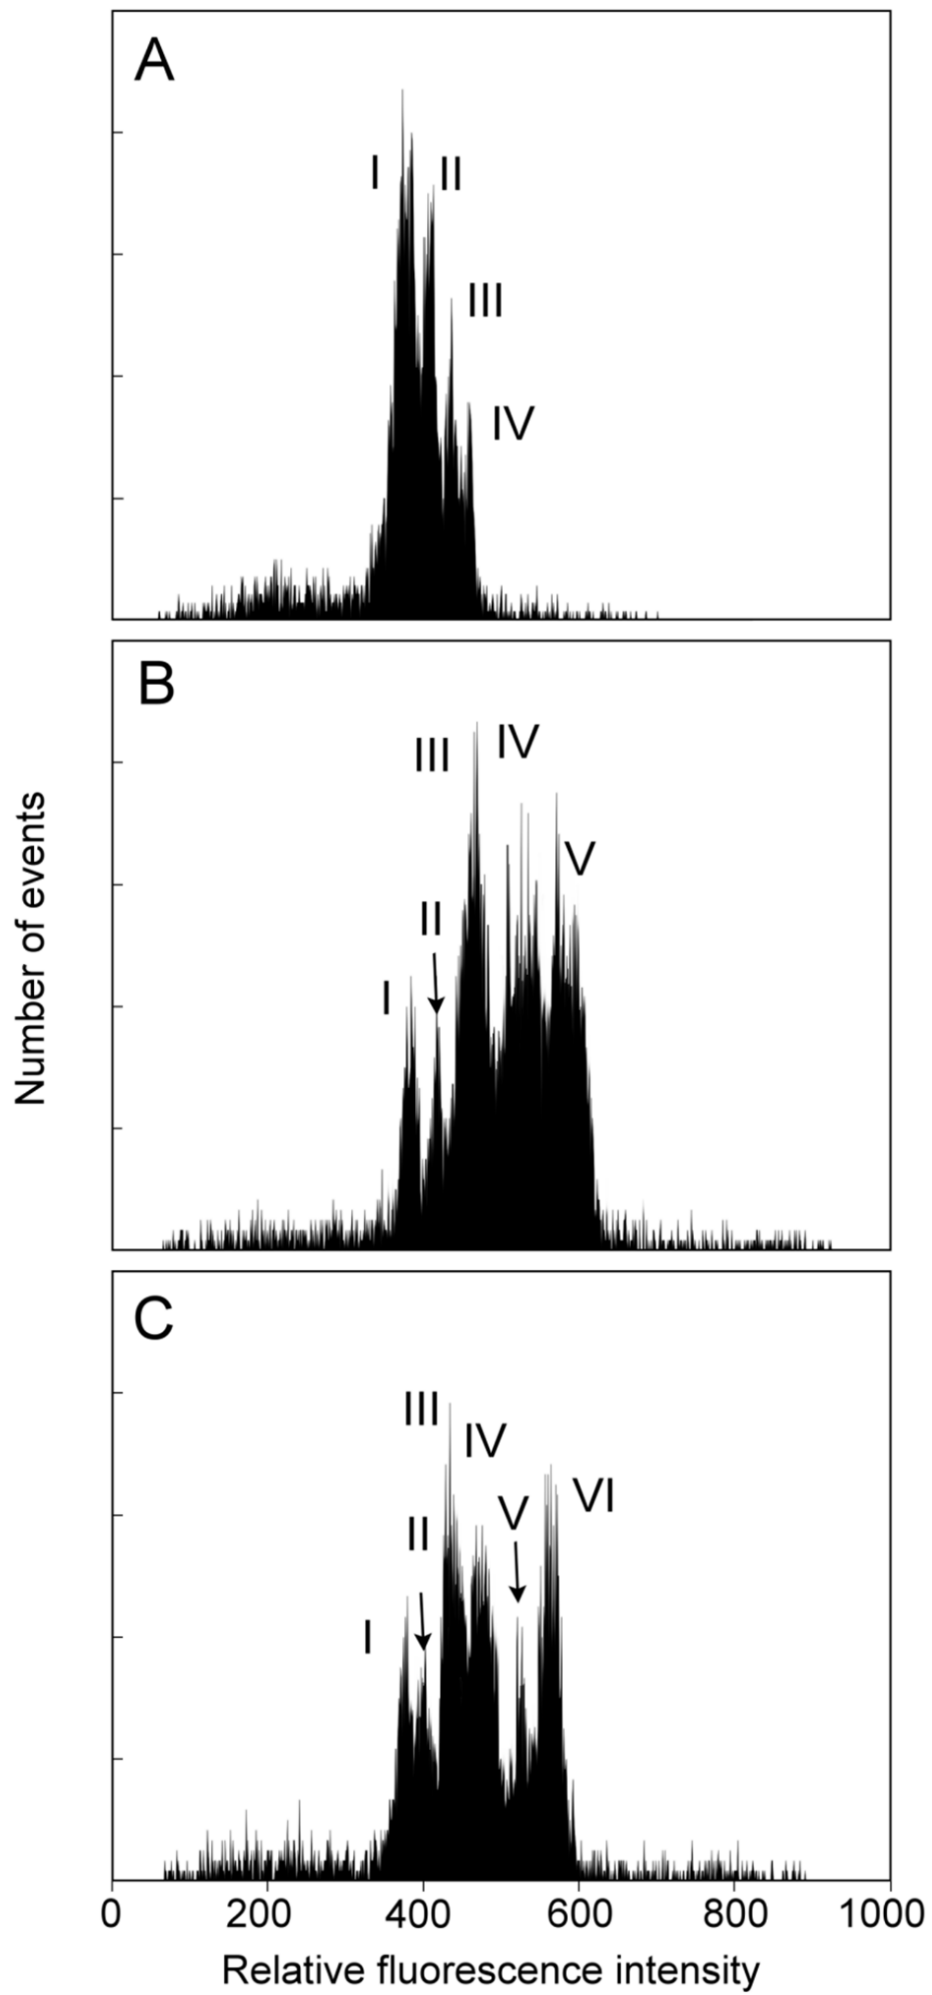 A
I
II
III
IV
B
III
IV
V
II
I
C
III
IV
VI
V
II
I
Number of events
0 200 400 600 800 1000
Relative fluorescence intensity